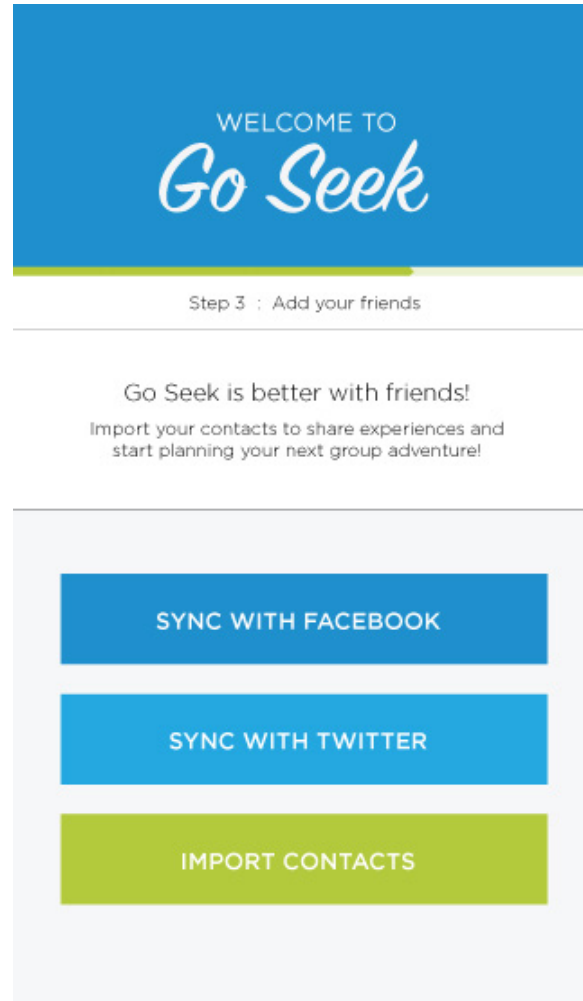 WELCOME TO
Go Seek
Step 3 : Add your friends
Go Seek is better with friends!
Import your contacts to share experiences and
start planning your next group adventure!
SYNC WITH FACEBOOK
SYNC WITH TWITTER
IMPORT CONTACTS